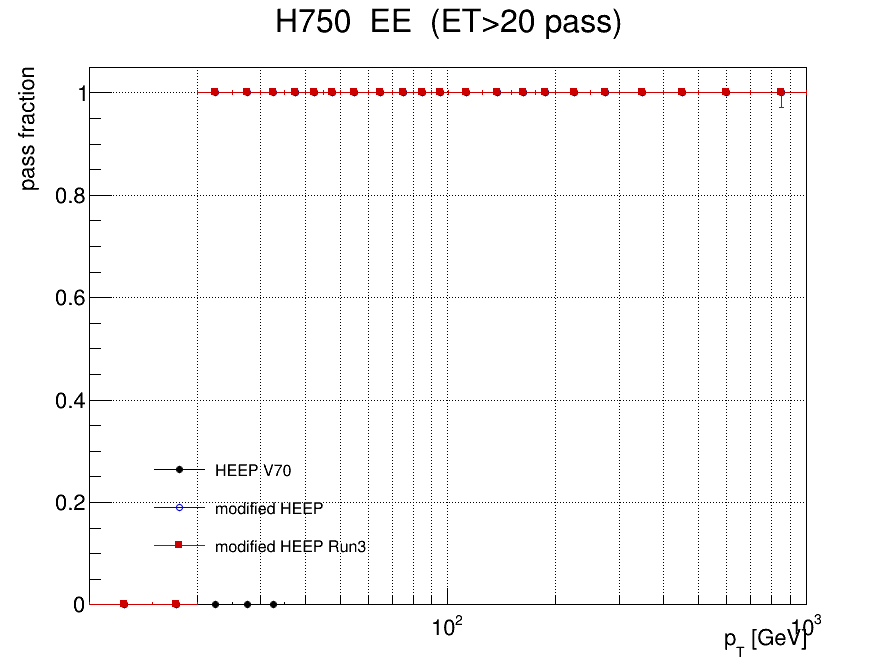 H750 EE (ET>20 pass)
pass fraction
1
0.8
0.6
0.4
0.2
0
HEEP V70
modified HEEP
modified HEEP Run3
10²
10³
p_T [GeV]